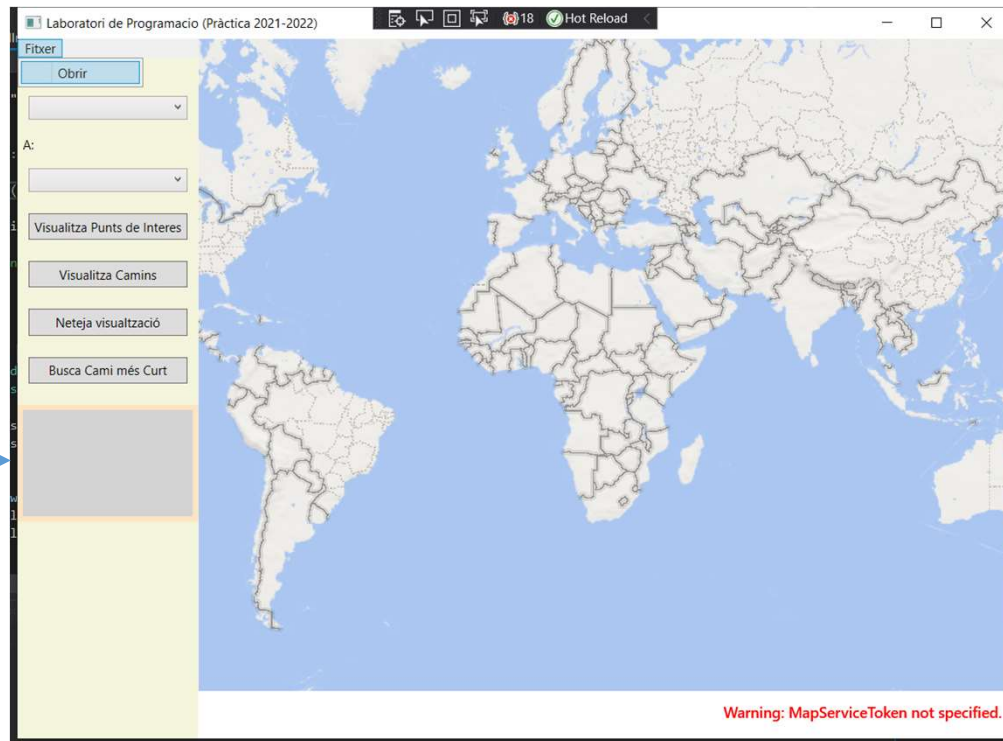 Laboratori de Programacio (Pràctica 2021-2022)
18 Hot Reload
Fitxer
Obrir
A:
Visualitza Punts de Interes
Visualitza Camins
Neteja visualtzació
Busca Cami més Curt
Warning: MapServiceToken not specified.